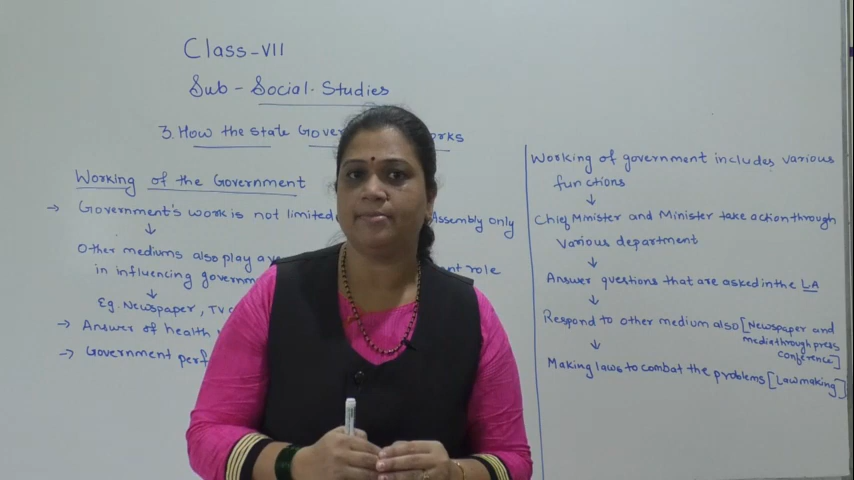 Class-VII
Sub - Social. Studies
3. How the state Gover orks
Working of the Government
→ Government's work is not limited Assembly only
↓
Other mediums also play a ve nt role
in influencing governm
↓
Eg. Newspaper, TV
→ Answer of health
→ Government perf
Working of government includes various
functions
↓
Chief Minister and Minister take action through
various department
↓
Answer questions that are asked in the LA
↓
Respond to other medium also [Newspaper and
media through press
conference]
↓
Making laws to combat the problems [Lawmaking]